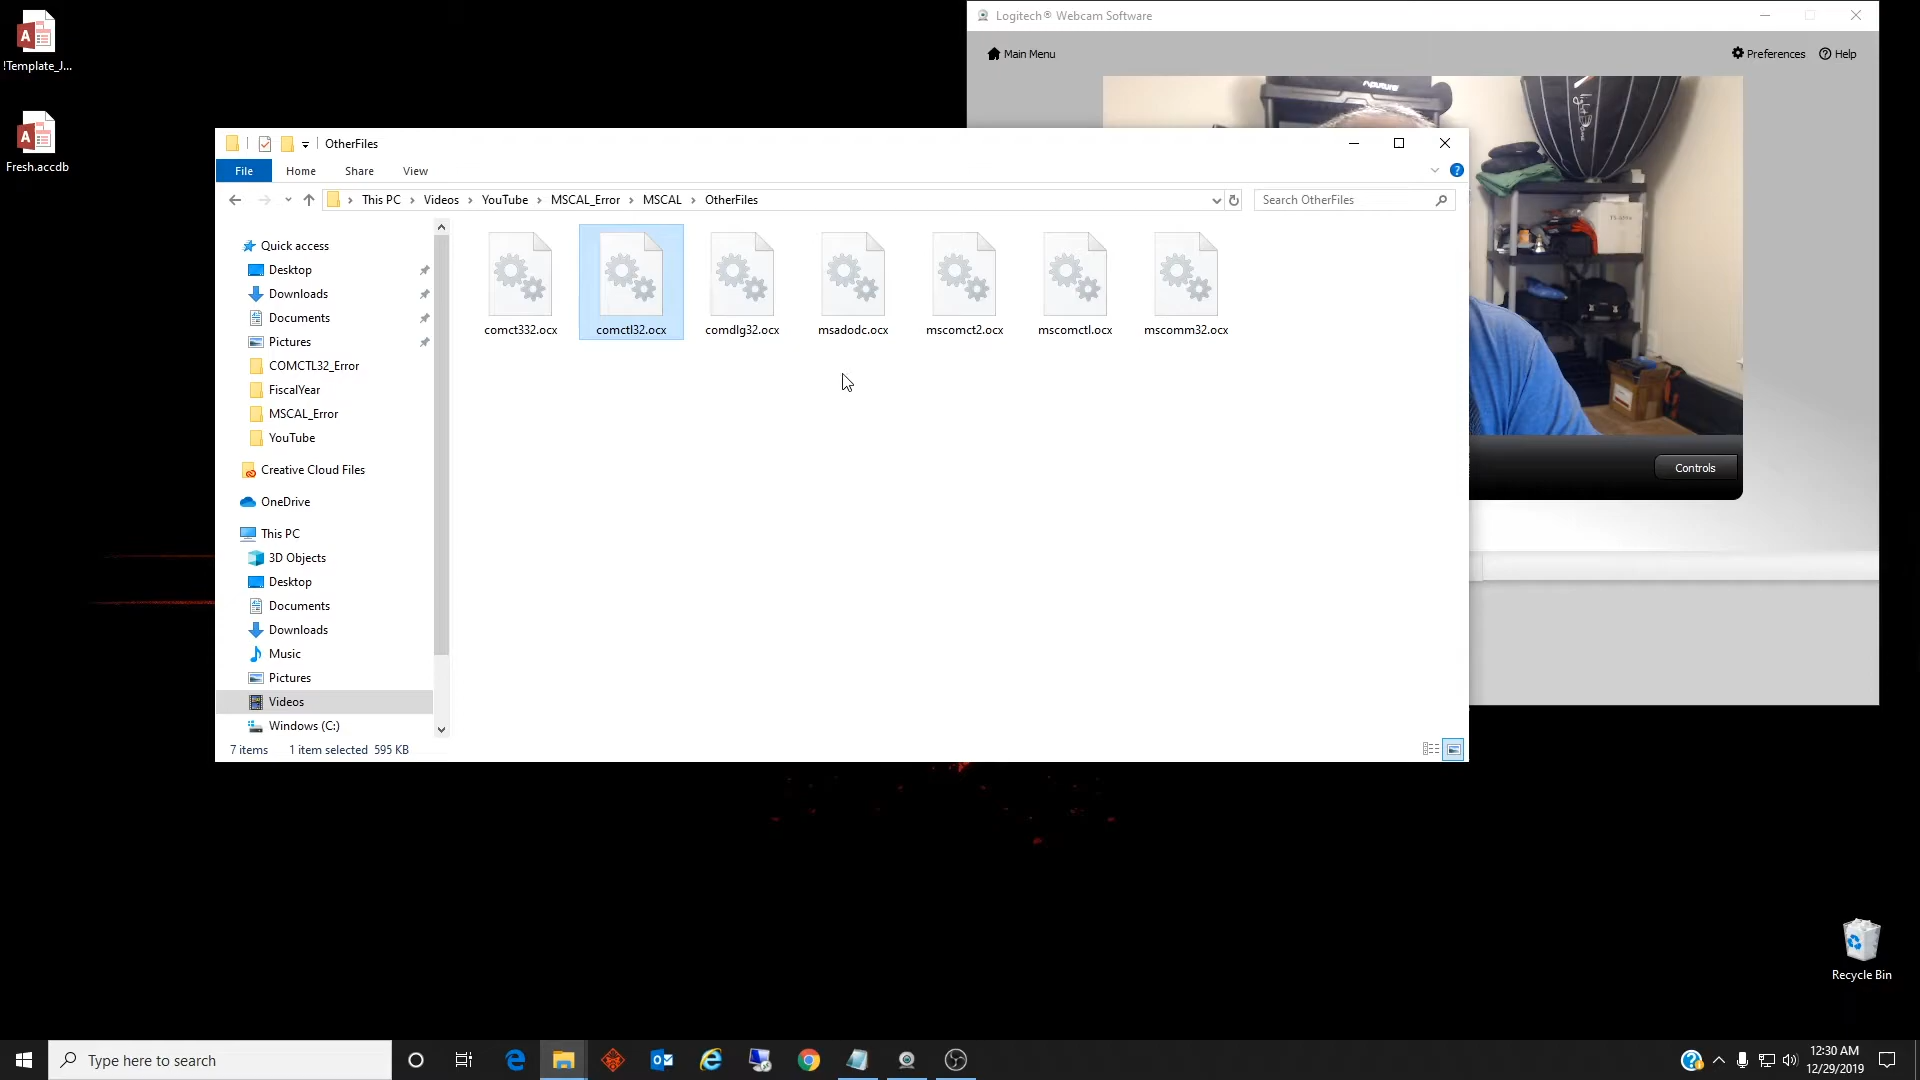 !Template_J...
Fresh.accdb
Logitech® Webcam Software
Main Menu
Preferences
Help
Aputure
OtherFiles
File
Home
Share
View
This PC
Videos
YouTube
MSCAL_Error
MSCAL
OtherFiles
Search OtherFiles
Quick access
Desktop
Downloads
Documents
Pictures
COMCTL32_Error
FiscalYear
MSCAL_Error
YouTube
Creative Cloud Files
OneDrive
This PC
3D Objects
Desktop
Documents
Downloads
Music
Pictures
Videos
Windows (C:)
comct332.ocx
comctl32.ocx
comdlg32.ocx
msadodc.ocx
mscomct2.ocx
mscomctl.ocx
mscomm32.ocx
7 items
1 item selected 595 KB
Controls
Recycle Bin
Type here to search
12:30 AM
12/29/2019